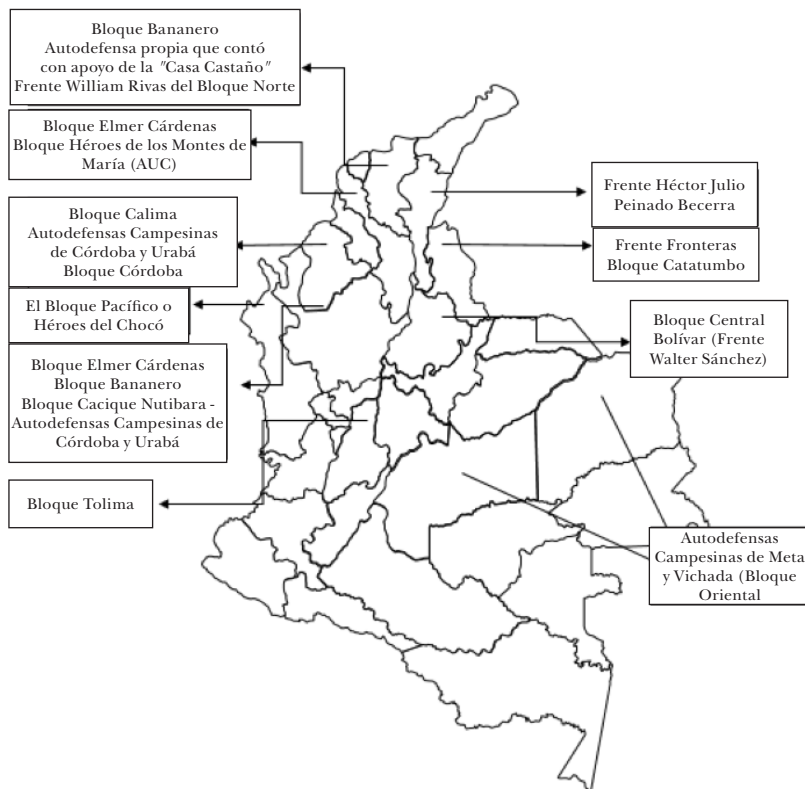 Bloque Bananero
Autodefensa propia que contó
con apoyo de la "Casa Castaño"
Frente William Rivas del Bloque Norte
Bloque Elmer Cárdenas
Bloque Héroes de los Montes de
María (AUC)
Bloque Calima
Autodefensas Campesinas
de Córdoba y Urabá
Bloque Córdoba
El Bloque Pacífico o
Héroes del Chocó
Bloque Elmer Cárdenas
Bloque Bananero
Bloque Cacique Nutibara -
Autodefensas Campesinas de
Córdoba y Urabá
Bloque Tolima
Frente Héctor Julio
Peinado Becerra
Frente Fronteras
Bloque Catatumbo
Bloque Central
Bolívar (Frente
Walter Sánchez)
Autodefensas
Campesinas de Meta
y Vichada (Bloque
Oriental